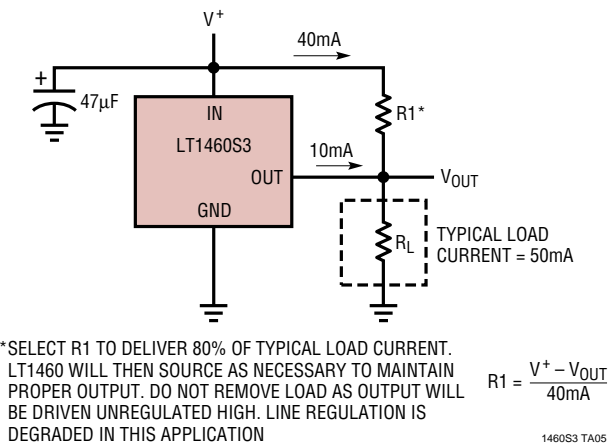 V+
40mA
+
47µF
IN
R1*
LT1460S3
10mA
OUT
VOUT
GND
RL
TYPICAL LOAD
CURRENT = 50mA
*SELECT R1 TO DELIVER 80% OF TYPICAL LOAD CURRENT.
LT1460 WILL THEN SOURCE AS NECESSARY TO MAINTAIN
PROPER OUTPUT. DO NOT REMOVE LOAD AS OUTPUT WILL
BE DRIVEN UNREGULATED HIGH. LINE REGULATION IS
DEGRADED IN THIS APPLICATION
R1 = V+ – VOUT
40mA
1460S3 TA05